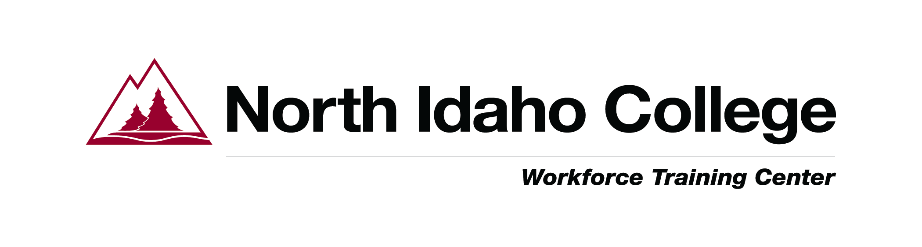 North Idaho College
Workforce Training Center